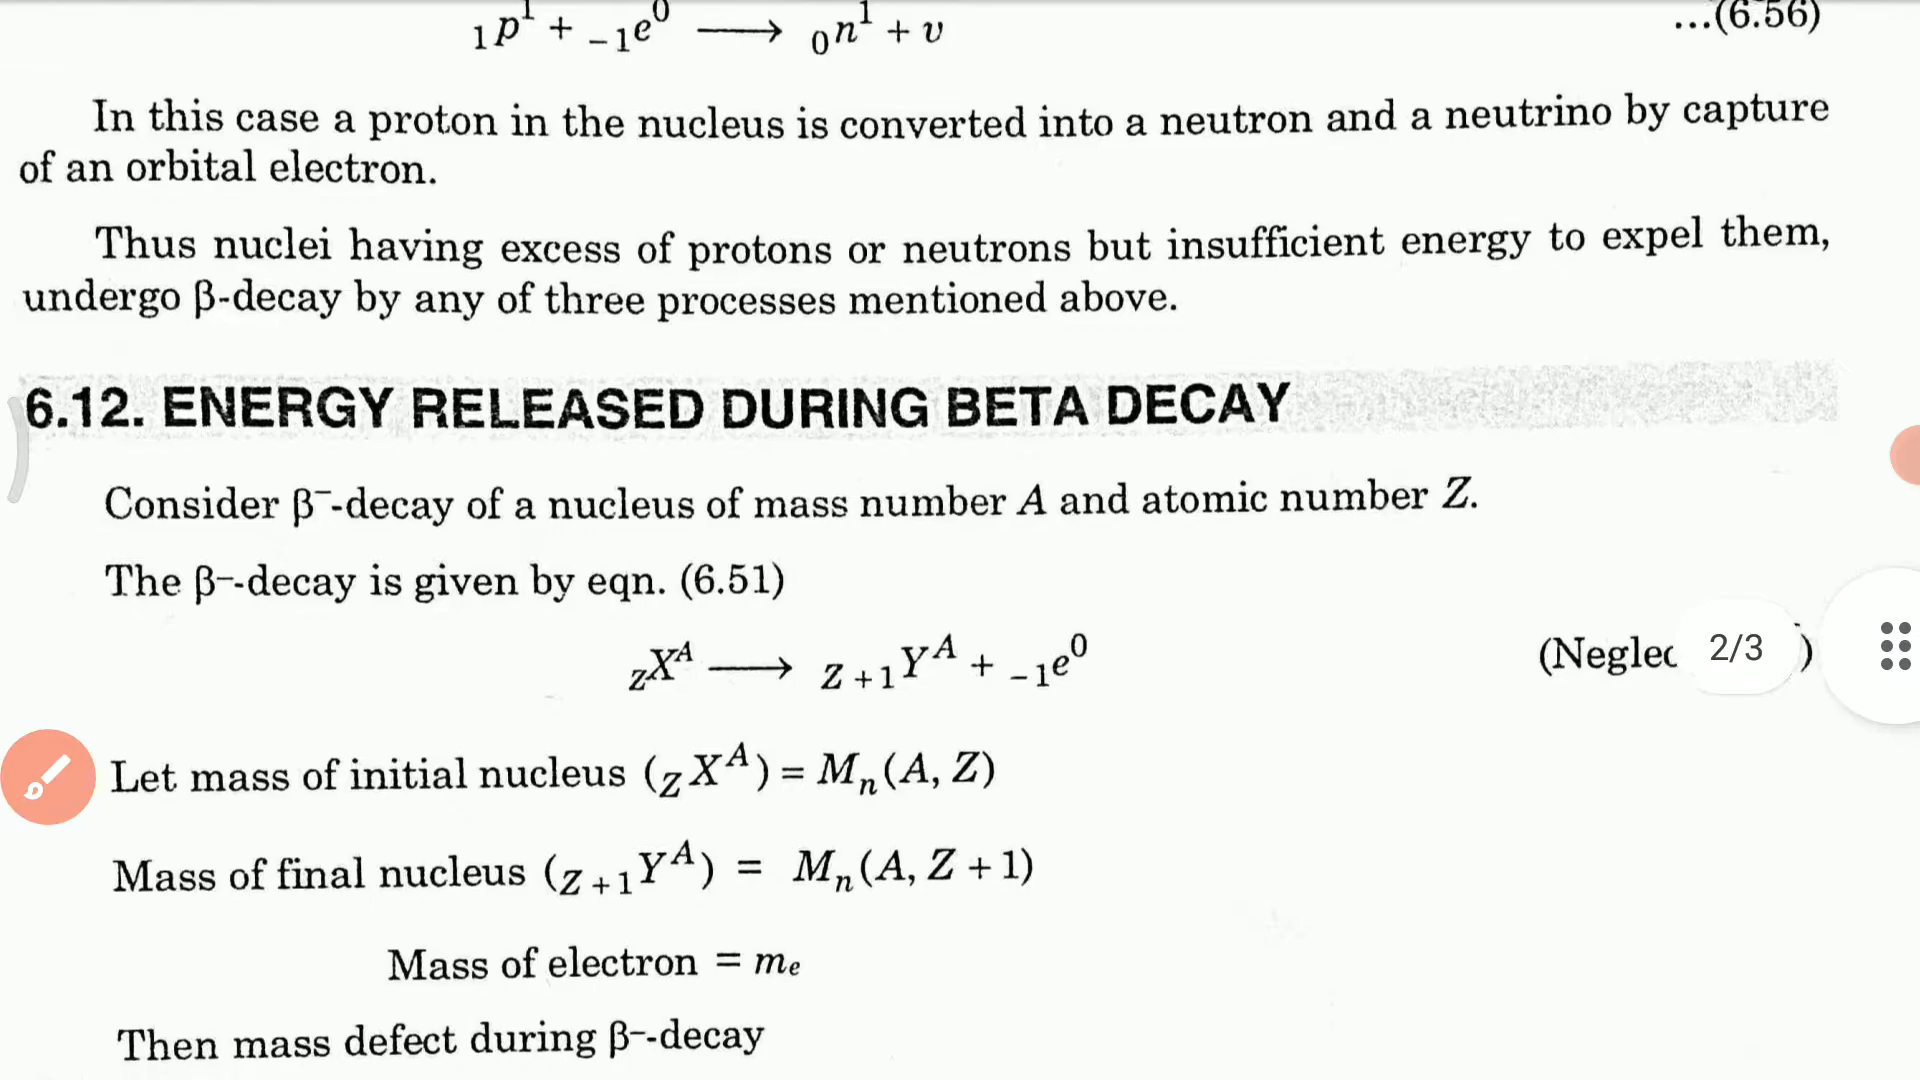 ₁p¹ + ₋₁e⁰ ⟶ ₀n¹ + ν ...(6.56)
In this case a proton in the nucleus is converted into a neutron and a neutrino by capture
of an orbital electron.
Thus nuclei having excess of protons or neutrons but insufficient energy to expel them,
undergo β-decay by any of three processes mentioned above.
6.12. ENERGY RELEASED DURING BETA DECAY
Consider β⁻-decay of a nucleus of mass number A and atomic number Z.
The β⁻-decay is given by eqn. (6.51)
zXᴬ ⟶ z+1Yᴬ + ₋₁e⁰ ( )
2/3
Let mass of initial nucleus (zXᴬ) = Mₙ(A, Z)
Mass of final nucleus (z+1Yᴬ) = Mₙ(A, Z + 1)
Mass of electron = mₑ
Then mass defect during β⁻-decay